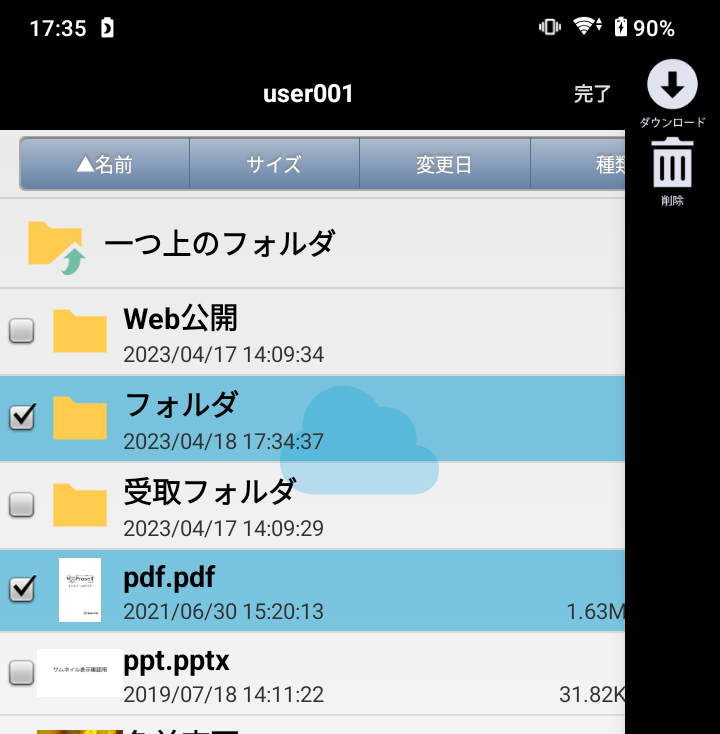 17:35 90%
user001 完了
ダウンロード
削除
▲名前 サイズ 変更日 種
一つ上のフォルダ
Web公開
2023/04/17 14:09:34
フォルダ
2023/04/18 17:34:37
受取フォルダ
2023/04/17 14:09:29
Proself
pdf.pdf
2021/06/30 15:20:13 1.63M
サムネイル表示確認用
ppt.pptx
2019/07/18 14:11:22 31.82K